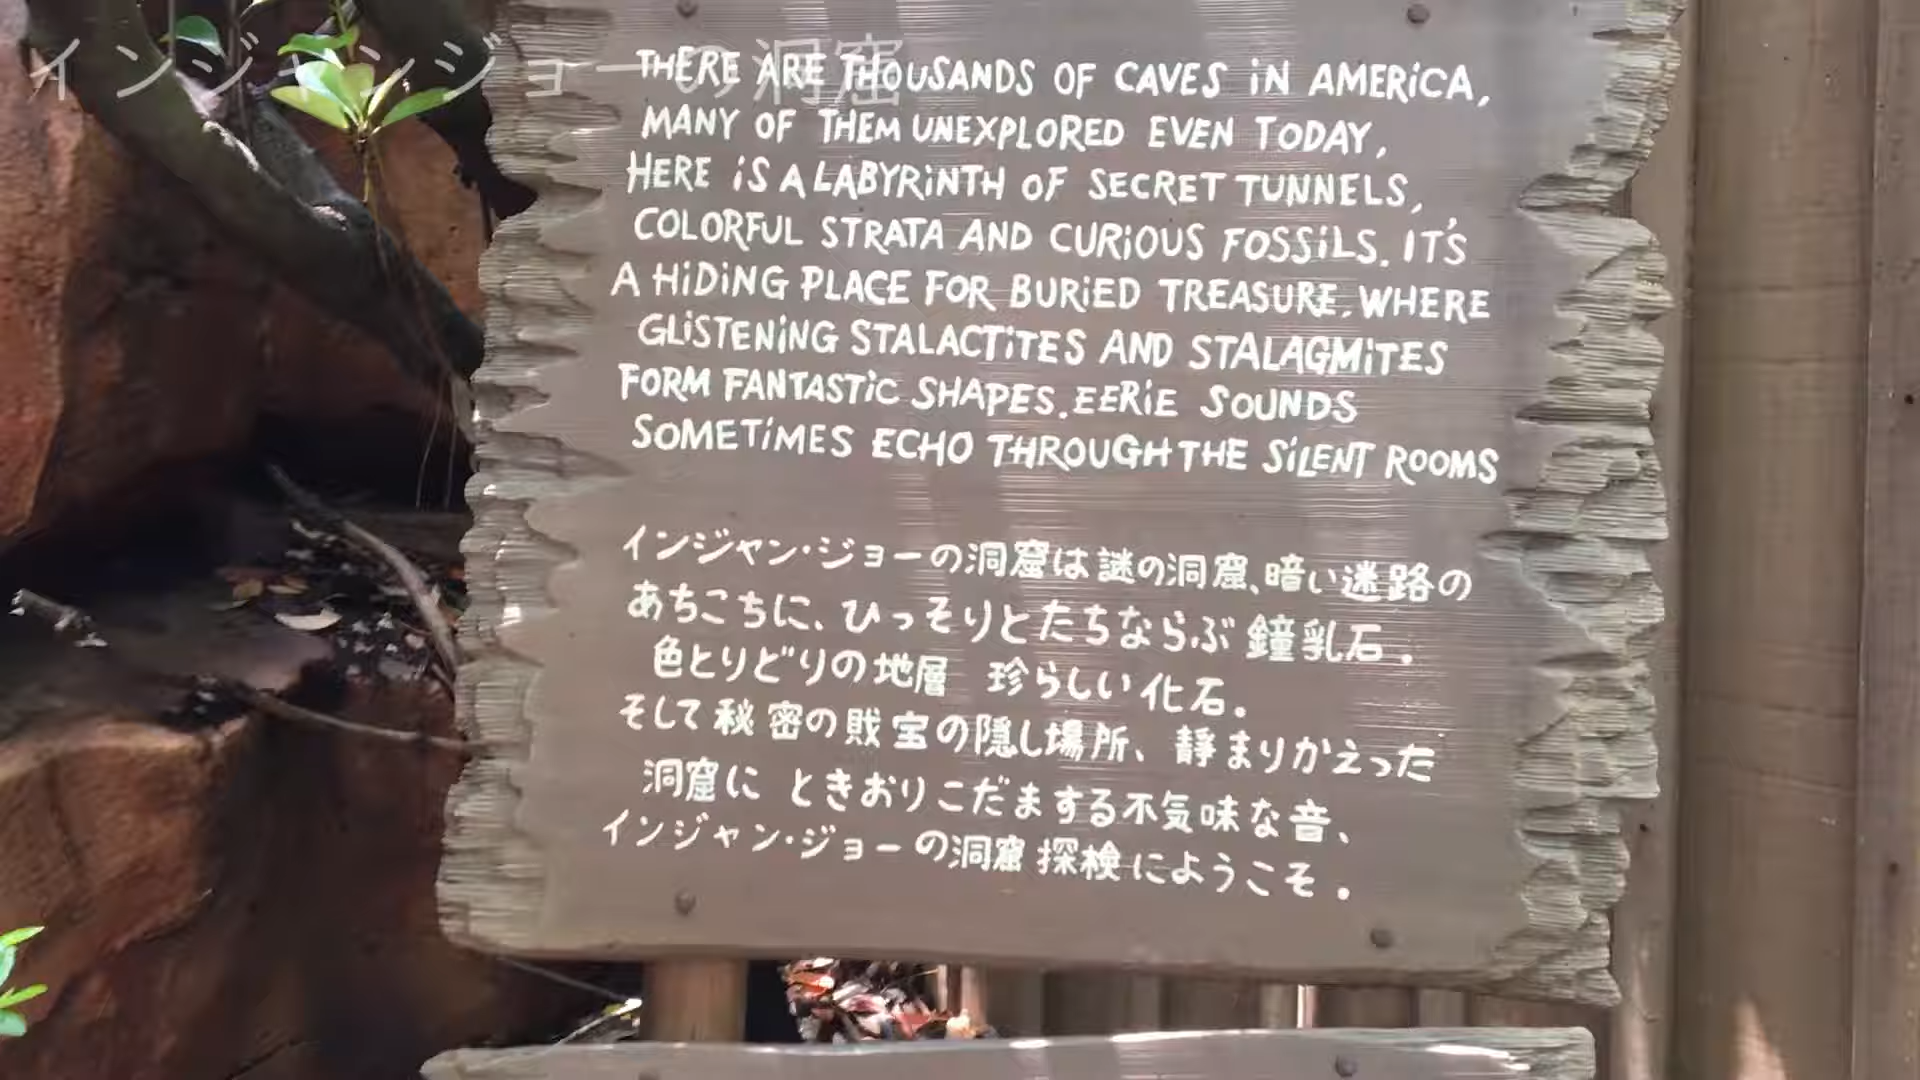 インジャンジョーの洞窟
THERE ARE THOUSANDS OF CAVES IN AMERICA,
MANY OF THEM UNEXPLORED EVEN TODAY,
HERE IS A LABYRINTH OF SECRET TUNNELS,
COLORFUL STRATA AND CURIOUS FOSSILS. IT'S
A HIDING PLACE FOR BURIED TREASURE. WHERE
GLISTENING STALACTITES AND STALAGMITES
FORM FANTASTIC SHAPES. EERIE SOUNDS
SOMETIMES ECHO THROUGH THE SILENT ROOMS
インジャン・ジョーの洞窟は謎の洞窟、暗い迷路の
あちこちに、ひっそりとたちならぶ鐘乳石.
色とりどりの地層 珍らしい化石.
そして秘密の財宝の隠し場所、静まりかえった
洞窟に ときおりこだまする不気味な音、
インジャン・ジョーの洞窟 探検にようこそ.